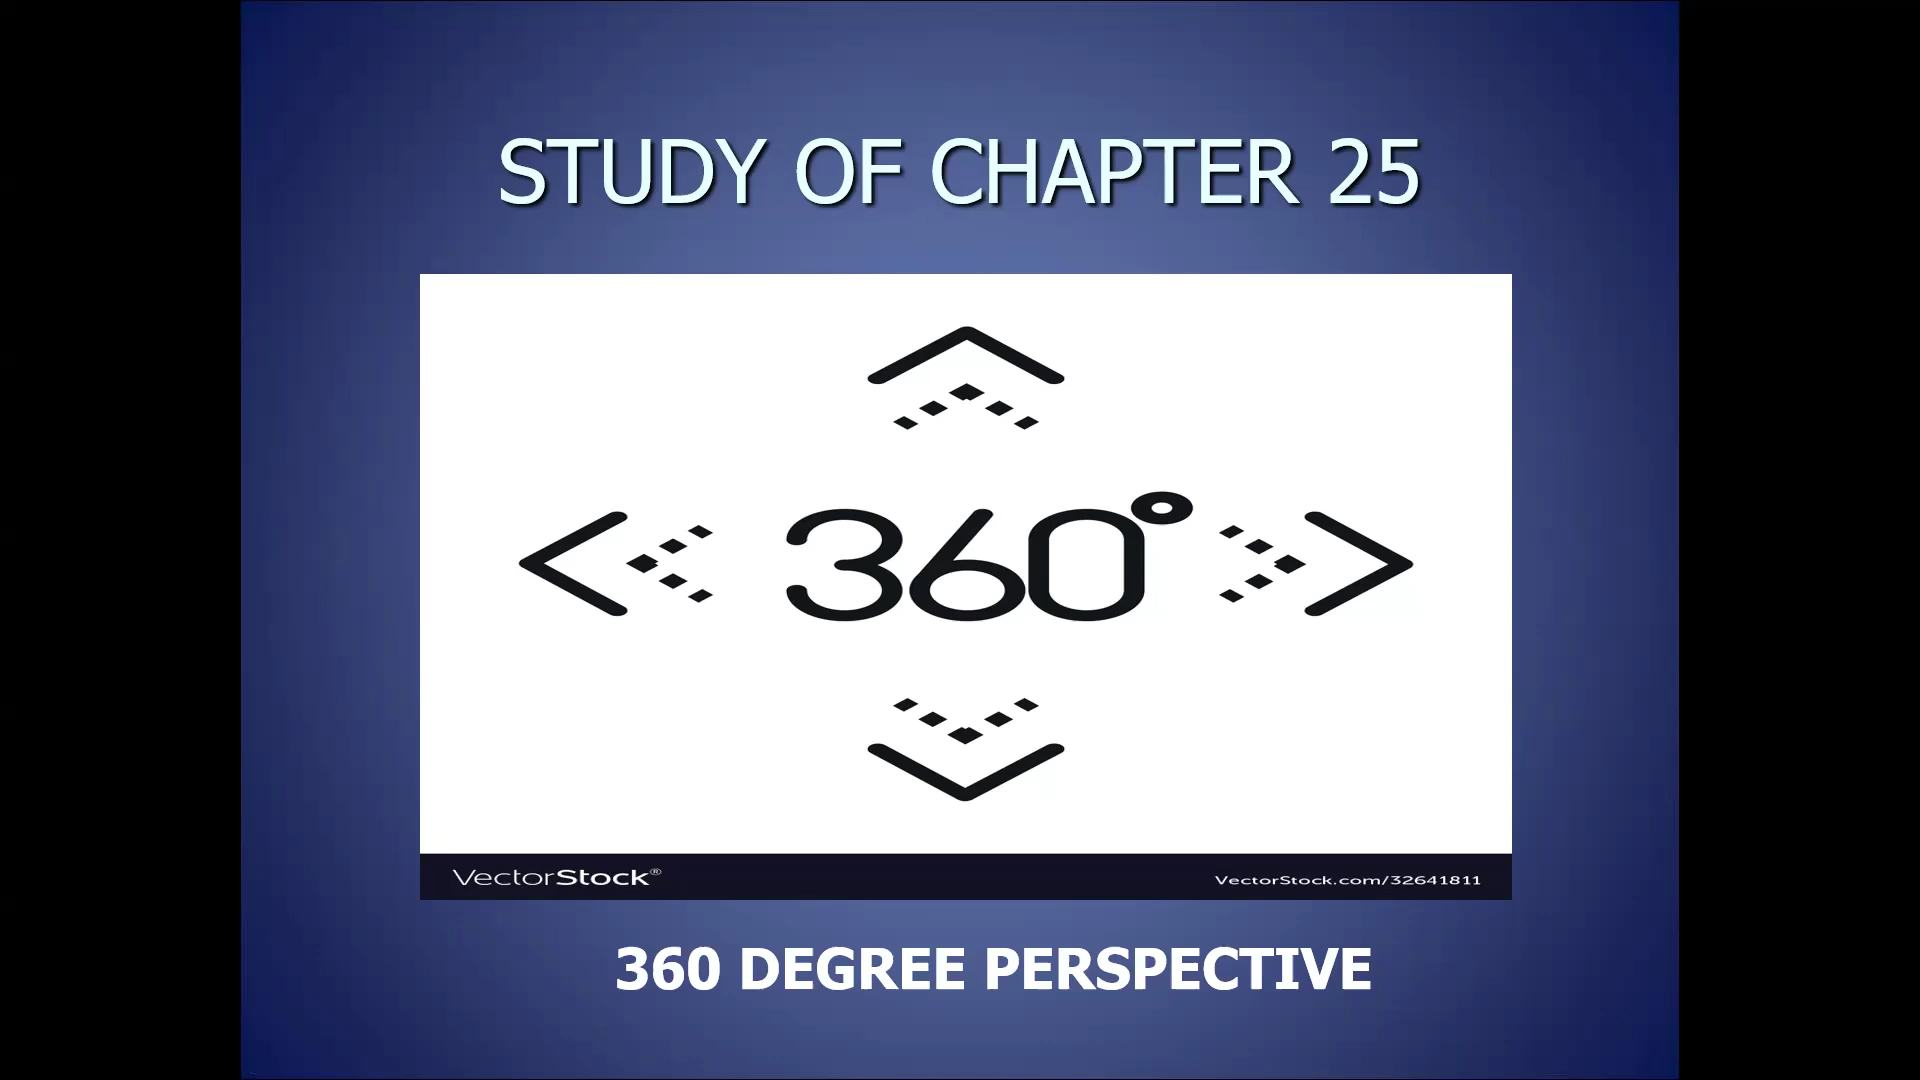 STUDY OF CHAPTER 25
360°
VectorStock®
VectorStock.com/32641811
360 DEGREE PERSPECTIVE